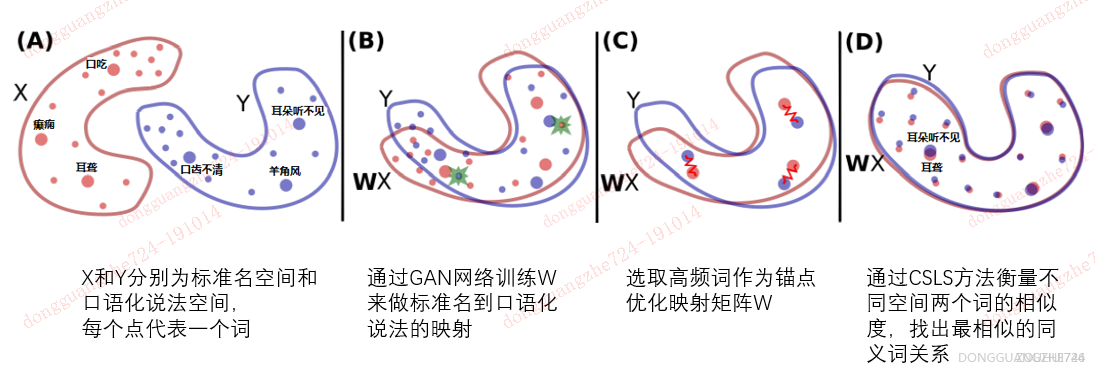 (A)
X
口吃
癫痫
耳聋
Y
耳朵听不见
口齿不清
羊角风
(B)
Y
WX
(C)
Y
WX
(D)
Y
耳朵听不见
耳聋
WX
X和Y分别为标准名空间和
口语化说法空间，
每个点代表一个词
通过GAN网络训练W
来做标准名到口语化
说法的映射
选取高频词作为锚点
优化映射矩阵W
通过CSLS方法衡量不
同空间两个词的相似
度，找出最相似的同
义词关系
dongguangzhe724-191014